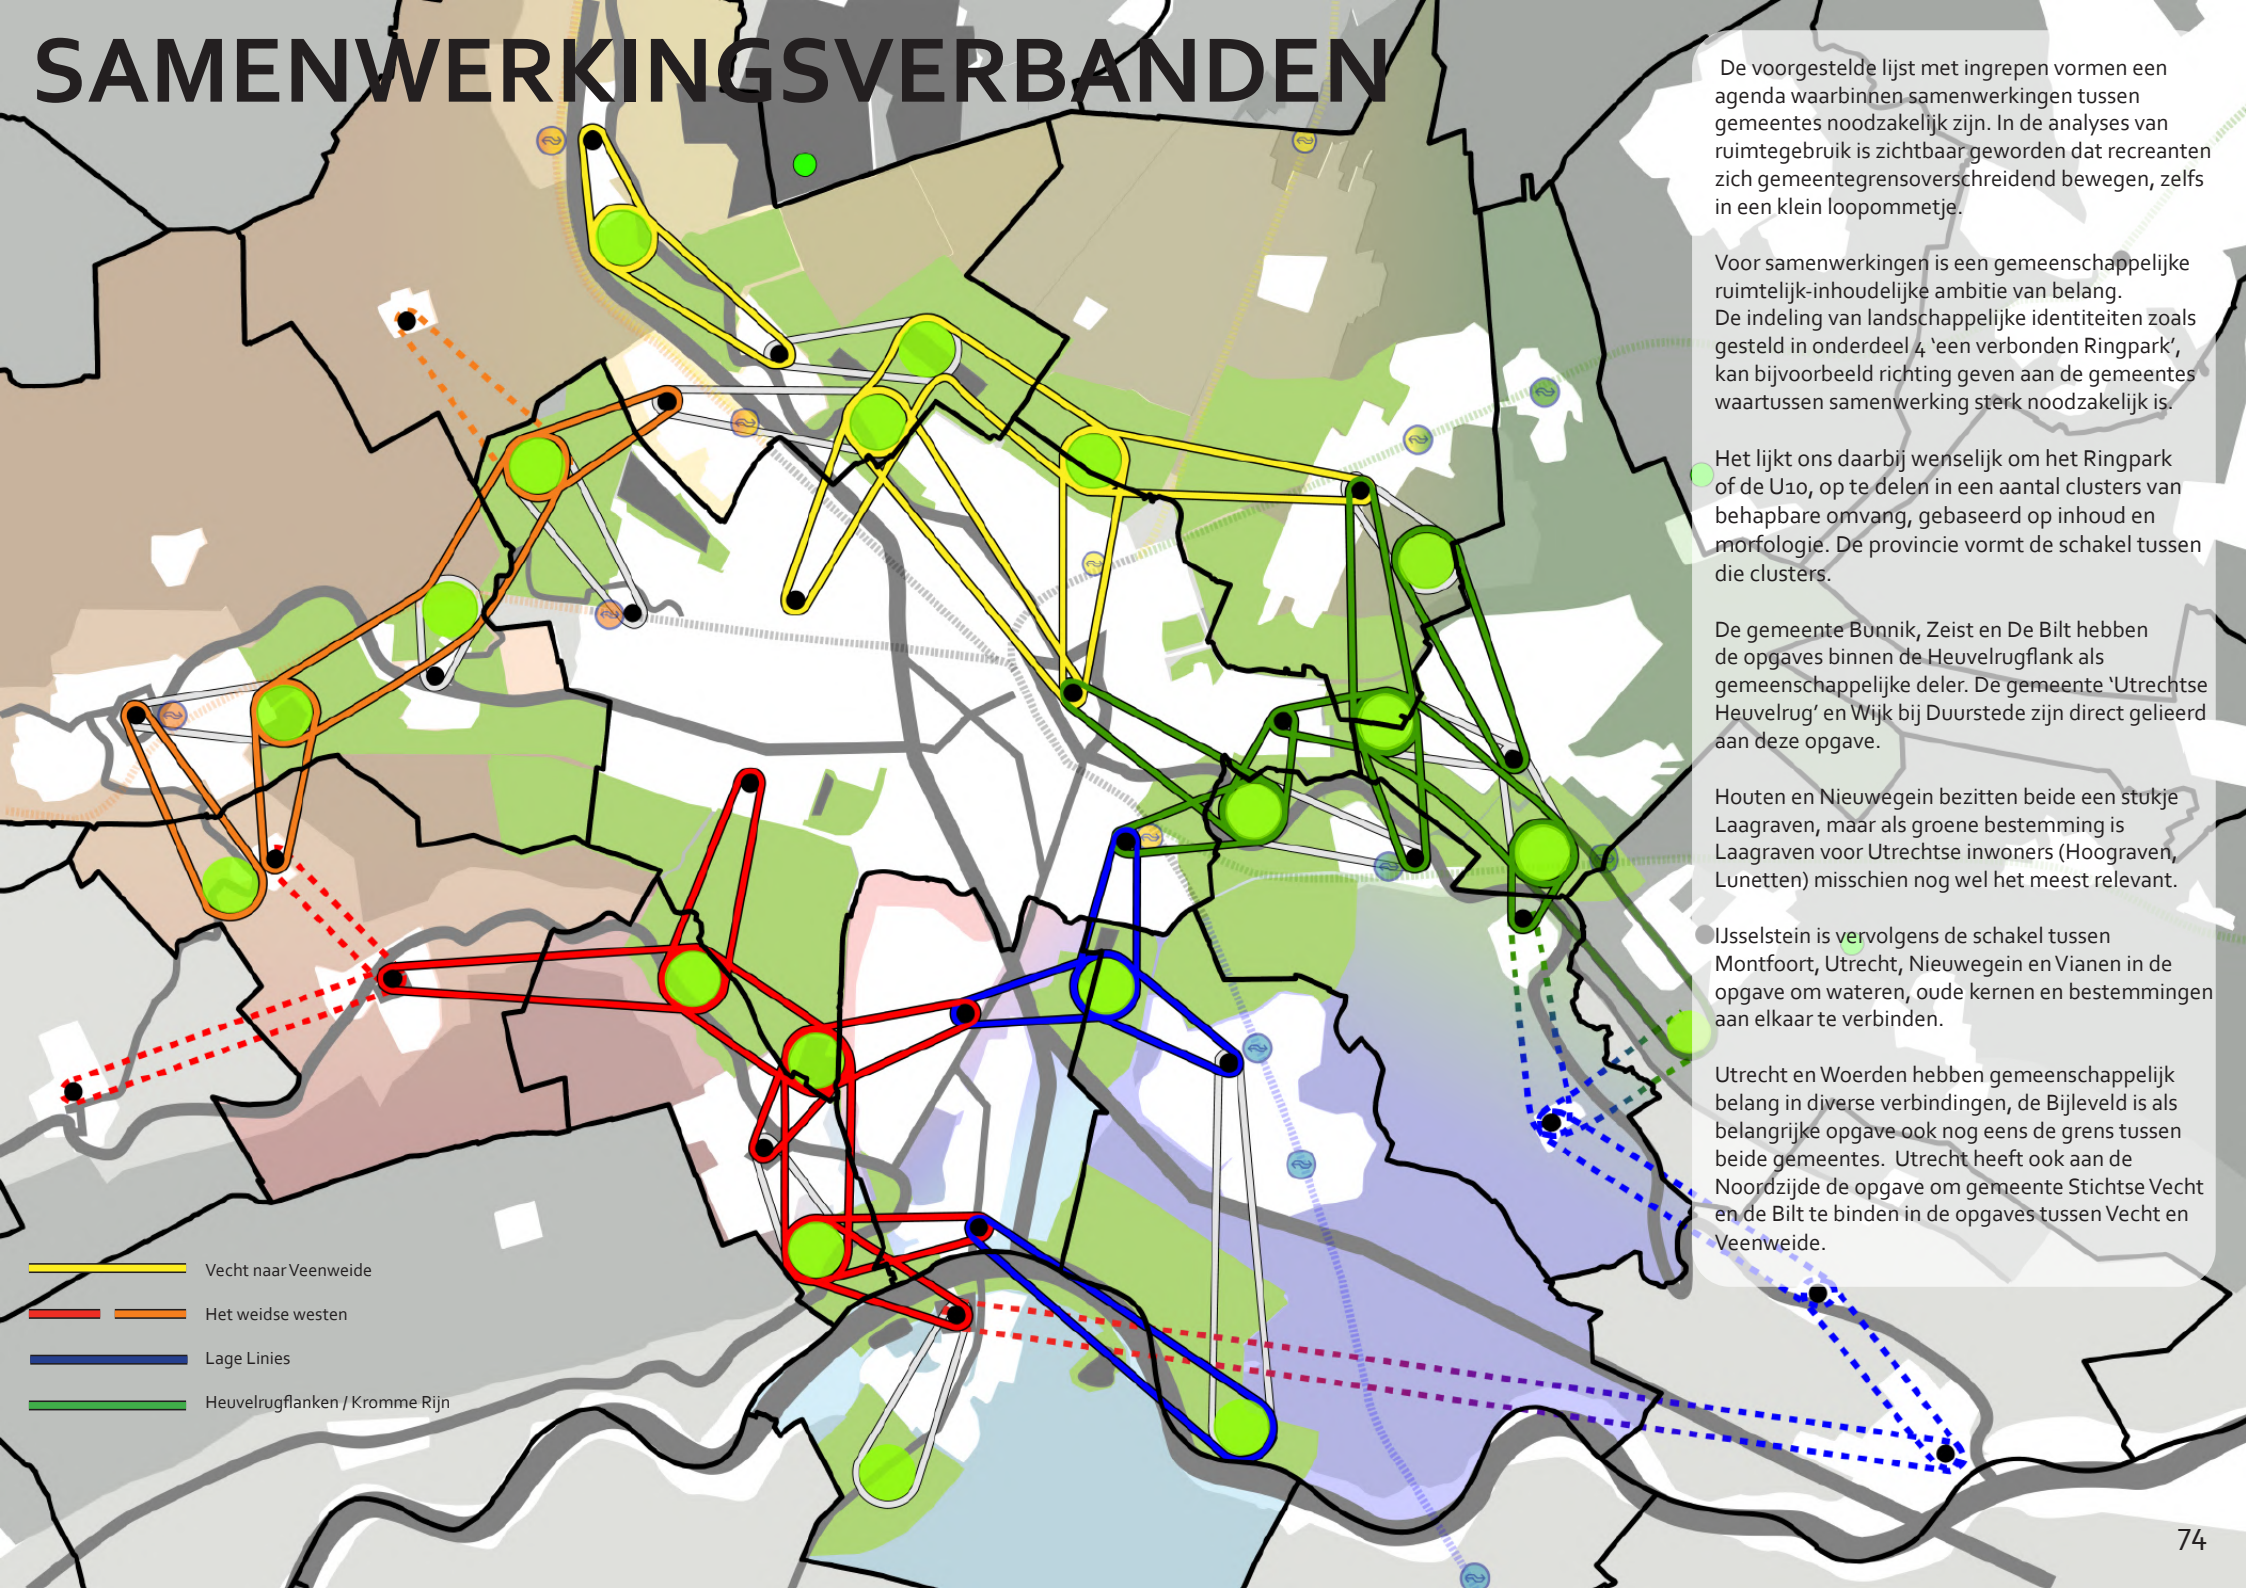 SAMENWERKINGSVERBANDEN
De voorgestelde lijst met ingrepen vormen een
agenda waarbinnen samenwerkingen tussen
gemeentes noodzakelijk zijn. In de analyses van
ruimtegebruik is zichtbaar geworden dat recreanten
zich gemeentegrensoverschreidend bewegen, zelfs
in een klein loopommetje.
Voor samenwerkingen is een gemeenschappelijke
ruimtelijk-inhoudelijke ambitie van belang.
De indeling van landschappelijke identiteiten zoals
gesteld in onderdeel 4 ‘een verbonden Ringpark’,
kan bijvoorbeeld richting geven aan de gemeentes
waartussen samenwerking sterk noodzakelijk is.
Het lijkt ons daarbij wenselijk om het Ringpark
of de U10, op te delen in een aantal clusters van
behapbare omvang, gebaseerd op inhoud en
morfologie. De provincie vormt de schakel tussen
die clusters.
De gemeente Bunnik, Zeist en De Bilt hebben
de opgaves binnen de Heuvelrugflank als
gemeenschappelijke deler. De gemeente ‘Utrechtse
Heuvelrug’ en Wijk bij Duurstede zijn direct gelieerd
aan deze opgave.
Houten en Nieuwegein bezitten beide een stukje
Laagraven, maar als groene bestemming is
Laagraven voor Utrechtse inwoners (Hoograven,
Lunetten) misschien nog wel het meest relevant.
IJsselstein is vervolgens de schakel tussen
Montfoort, Utrecht, Nieuwegein en Vianen in de
opgave om wateren, oude kernen en bestemmingen
aan elkaar te verbinden.
Utrecht en Woerden hebben gemeenschappelijk
belang in diverse verbindingen, de Bijleveld is als
belangrijke opgave ook nog eens de grens tussen
beide gemeentes. Utrecht heeft ook aan de
Noordzijde de opgave om gemeente Stichtse Vecht
en de Bilt te binden in de opgaves tussen Vecht en
Veenweide.
Vecht naar Veenweide
Het weidse westen
Lage Linies
Heuvelrugflanken / Kromme Rijn
74